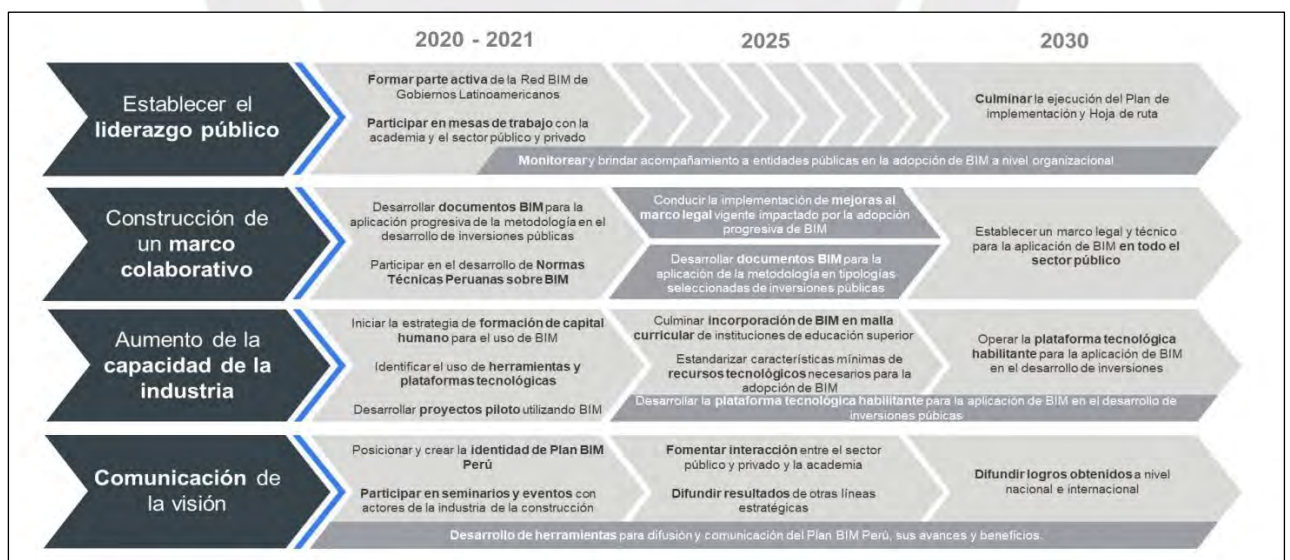 2020 - 2021
2025
2030
Establecer el
liderazgo público
Formar parte activa de la Red BIM de
Gobiernos Latinoamericanos
Participar en mesas de trabajo con la
academia y el sector público y privado
Culminar la ejecución del Plan de
implementación y Hoja de ruta
Monitorear y brindar acompañamiento a entidades públicas en la adopción de BIM a nivel organizacional
Construcción de
un marco
colaborativo
Desarrollar documentos BIM para la
aplicación progresiva de la metodología en el
desarrollo de inversiones públicas
Participar en el desarrollo de Normas
Técnicas Peruanas sobre BIM
Conducir la implementación de mejoras al
marco legal vigente impactado por la adopción
progresiva de BIM
Desarrollar documentos BIM para la
aplicación de la metodología en tipologías
seleccionadas de inversiones públicas
Establecer un marco legal y técnico
para la aplicación de BIM en todo el
sector público
Aumento de la
capacidad de la
industria
Iniciar la estrategia de formación de capital
humano para el uso de BIM
Identificar el uso de herramientas y
plataformas tecnológicas
Desarrollar proyectos piloto utilizando BIM
Culminar incorporación de BIM en malla
curricular de instituciones de educación superior
Estandarizar características mínimas de
recursos tecnológicos necesarios para la
adopción de BIM
Operar la plataforma tecnológica
habilitante para la aplicación de BIM
en el desarrollo de inversiones
Desarrollar la plataforma tecnológica habilitante para la aplicación de BIM en el desarrollo de
inversiones púbicas
Comunicación de
la visión
Posicionar y crear la identidad de Plan BIM
Perú
Participar en seminarios y eventos con
actores de la industria de la construcción
Fomentar interacción entre el sector
público y privado y la academia
Difundir resultados de otras líneas
estratégicas
Difundir logros obtenidos a nivel
nacional e internacional
Desarrollo de herramientas para difusión y comunicación del Plan BIM Perú, sus avances y beneficios.